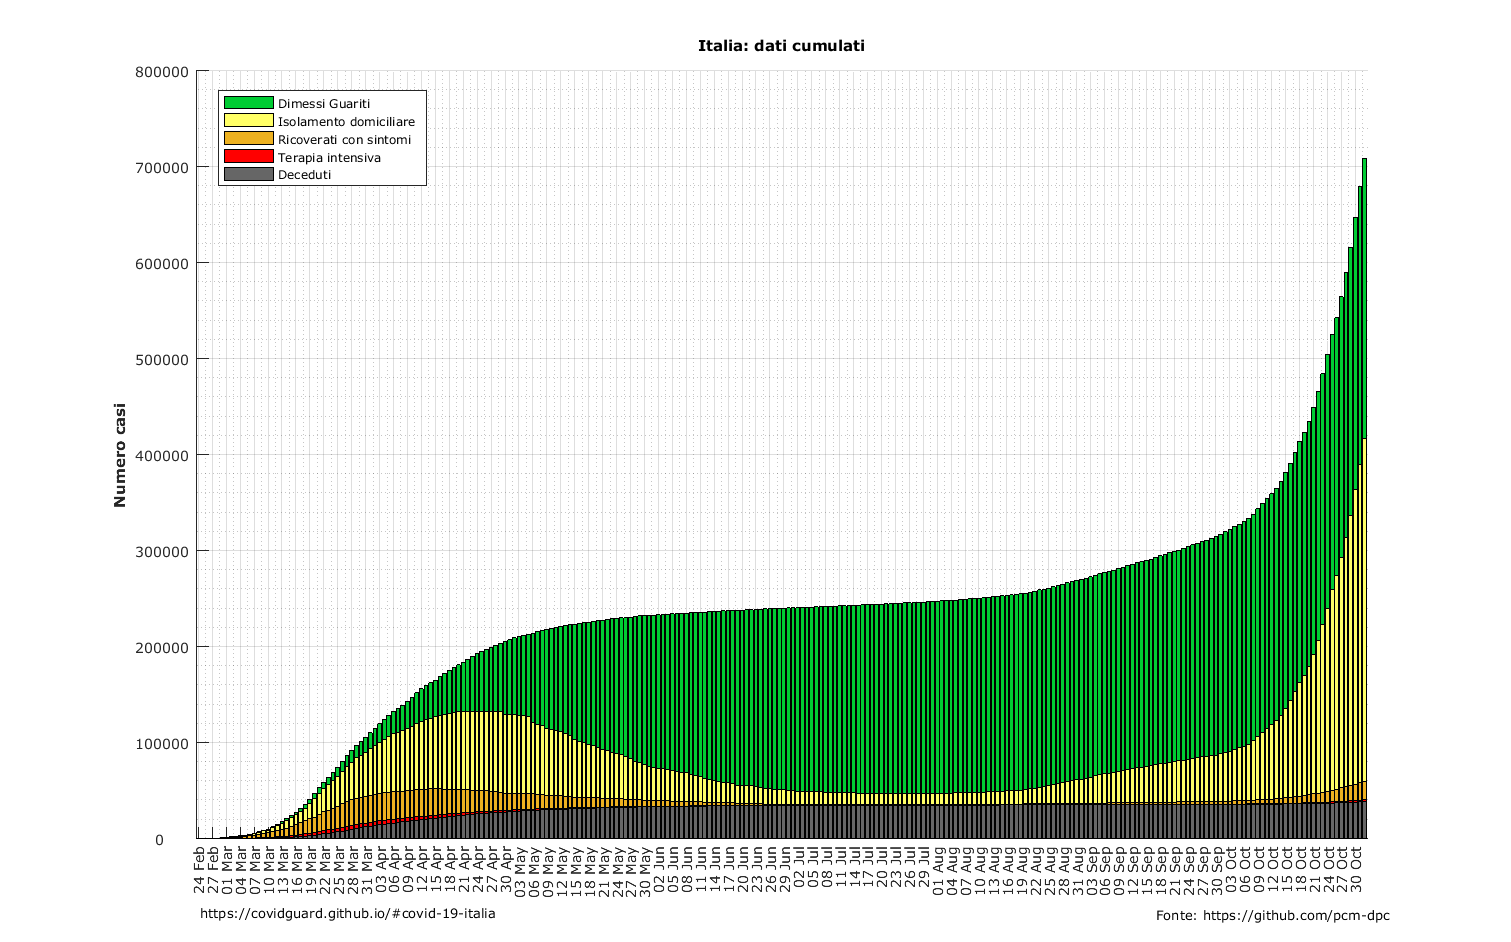 Italia: dati cumulati
800000
700000
600000
500000
400000
300000
200000
100000
0
Numero casi
Dimessi Guariti
Isolamento domiciliare
Ricoverati con sintomi
Terapia intensiva
Deceduti
24 Feb
27 Feb
01 Mar
04 Mar
07 Mar
10 Mar
13 Mar
16 Mar
19 Mar
22 Mar
25 Mar
28 Mar
31 Mar
03 Apr
06 Apr
09 Apr
12 Apr
15 Apr
18 Apr
21 Apr
24 Apr
27 Apr
30 Apr
03 May
06 May
09 May
12 May
15 May
18 May
21 May
24 May
27 May
30 May
02 Jun
05 Jun
08 Jun
11 Jun
14 Jun
17 Jun
20 Jun
23 Jun
26 Jun
29 Jun
02 Jul
05 Jul
08 Jul
11 Jul
14 Jul
17 Jul
20 Jul
23 Jul
26 Jul
29 Jul
01 Aug
04 Aug
07 Aug
10 Aug
13 Aug
16 Aug
19 Aug
22 Aug
25 Aug
28 Aug
31 Aug
03 Sep
06 Sep
09 Sep
12 Sep
15 Sep
18 Sep
21 Sep
24 Sep
27 Sep
30 Sep
03 Oct
06 Oct
09 Oct
12 Oct
15 Oct
18 Oct
21 Oct
24 Oct
27 Oct
30 Oct
https://covidguard.github.io/#covid-19-italia
Fonte: https://github.com/pcm-dpc